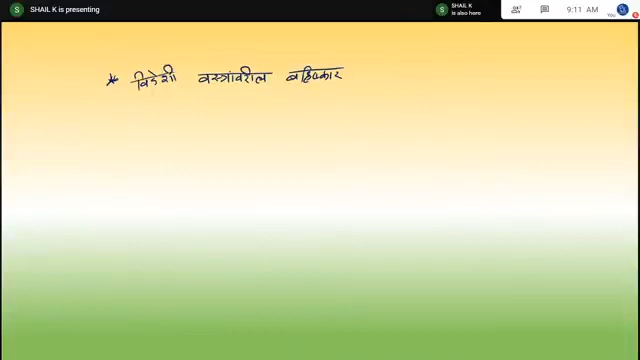 SHAIL K is presenting
SHAIL K
is also here
9:11 AM
You
* विदेशी वस्त्रांवरील बहिष्कार